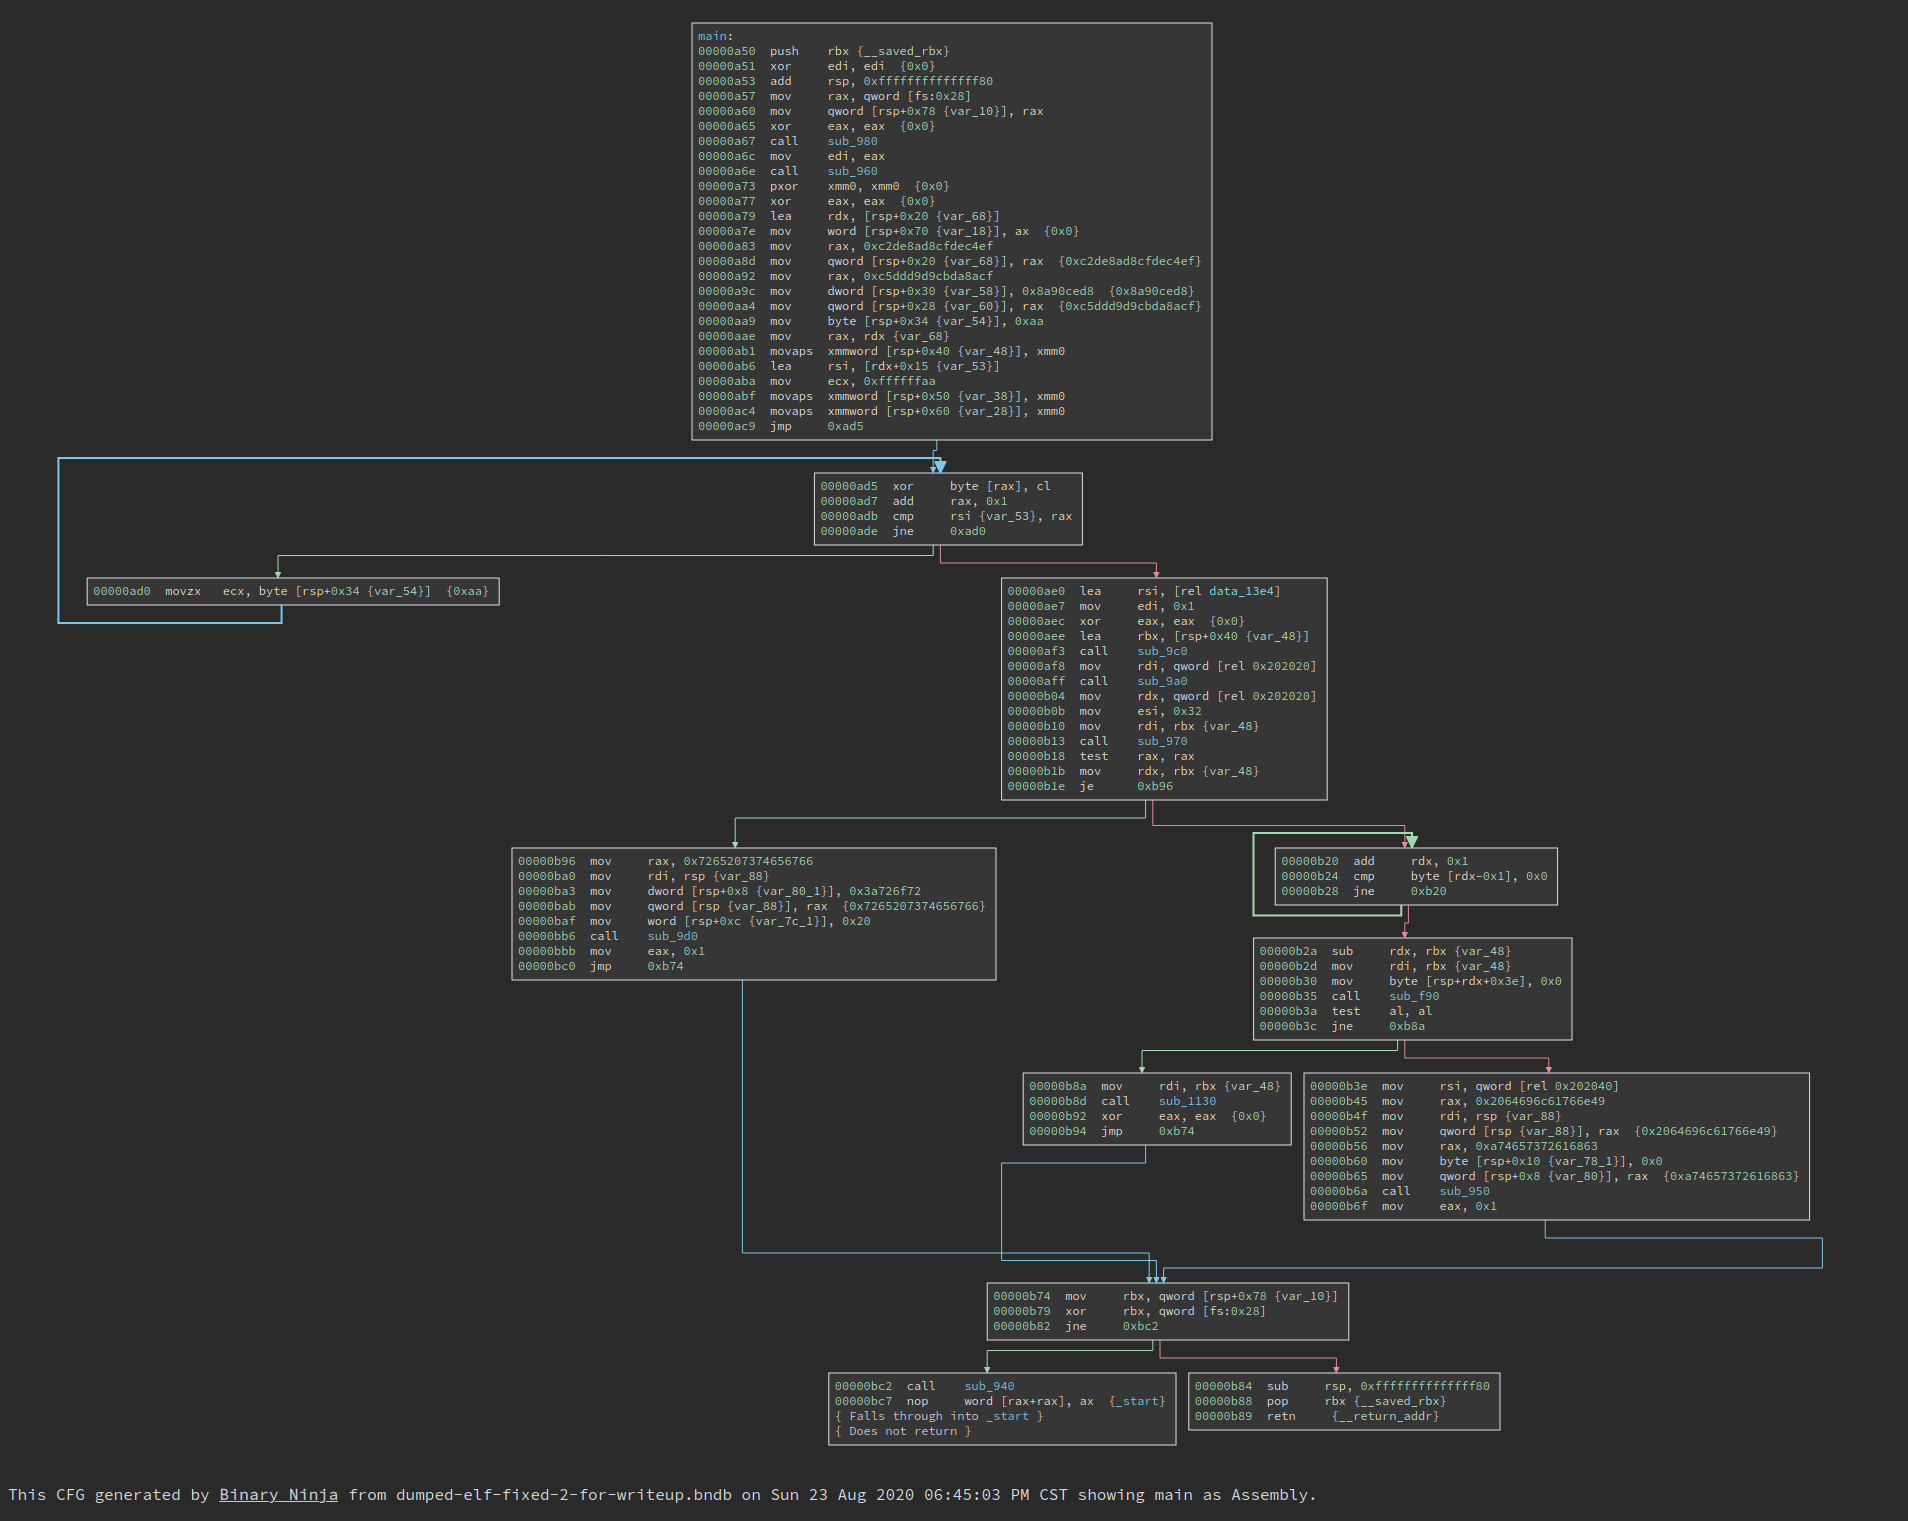 main:
00000a50  push    rbx {__saved_rbx}
00000a51  xor     edi, edi  {0x0}
00000a53  add     rsp, 0xffffffffffffff80
00000a57  mov     rax, qword [fs:0x28]
00000a60  mov     qword [rsp+0x78 {var_10}], rax
00000a65  xor     eax, eax  {0x0}
00000a67  call    sub_980
00000a6c  mov     edi, eax
00000a6e  call    sub_960
00000a73  pxor    xmm0, xmm0  {0x0}
00000a77  xor     eax, eax  {0x0}
00000a79  lea     rdx, [rsp+0x20 {var_68}]
00000a7e  mov     word [rsp+0x70 {var_18}], ax  {0x0}
00000a83  mov     rax, 0xc2de8ad8cfdec4ef
00000a8d  mov     qword [rsp+0x20 {var_68}], rax  {0xc2de8ad8cfdec4ef}
00000a92  mov     rax, 0xc5ddd9d9cbda8acf
00000a9c  mov     dword [rsp+0x30 {var_58}], 0x8a90ced8  {0x8a90ced8}
00000aa4  mov     qword [rsp+0x28 {var_60}], rax  {0xc5ddd9d9cbda8acf}
00000aa9  mov     byte [rsp+0x34 {var_54}], 0xaa
00000aae  mov     rax, rdx {var_68}
00000ab1  movaps  xmmword [rsp+0x40 {var_48}], xmm0
00000ab6  lea     rsi, [rdx+0x15 {var_53}]
00000aba  mov     ecx, 0xffffffaa
00000abf  movaps  xmmword [rsp+0x50 {var_38}], xmm0
00000ac4  movaps  xmmword [rsp+0x60 {var_28}], xmm0
00000ac9  jmp     0xad5
00000ad5  xor     byte [rax], cl
00000ad7  add     rax, 0x1
00000adb  cmp     rsi {var_53}, rax
00000ade  jne     0xad0
00000ad0  movzx   ecx, byte [rsp+0x34 {var_54}]  {0xaa}
00000ae0  lea     rsi, [rel data_13e4]
00000ae7  mov     edi, 0x1
00000aec  xor     eax, eax  {0x0}
00000aee  lea     rbx, [rsp+0x40 {var_48}]
00000af3  call    sub_9c0
00000af8  mov     rdi, qword [rel 0x202020]
00000aff  call    sub_9a0
00000b04  mov     rdx, qword [rel 0x202020]
00000b0b  mov     esi, 0x32
00000b10  mov     rdi, rbx {var_48}
00000b13  call    sub_970
00000b18  test    rax, rax
00000b1b  mov     rdx, rbx {var_48}
00000b1e  je      0xb96
00000b96  mov     rax, 0x7265207374656766
00000ba0  mov     rdi, rsp {var_88}
00000ba3  mov     dword [rsp+0x8 {var_80_1}], 0x3a726f72
00000bab  mov     qword [rsp {var_88}], rax  {0x7265207374656766}
00000baf  mov     word [rsp+0xc {var_7c_1}], 0x20
00000bb6  call    sub_9d0
00000bbb  mov     eax, 0x1
00000bc0  jmp     0xb74
00000b20  add     rdx, 0x1
00000b24  cmp     byte [rdx-0x1], 0x0
00000b28  jne     0xb20
00000b2a  sub     rdx, rbx {var_48}
00000b2d  mov     rdi, rbx {var_48}
00000b30  mov     byte [rsp+rdx+0x3e], 0x0
00000b35  call    sub_f90
00000b3a  test    al, al
00000b3c  jne     0xb8a
00000b8a  mov     rdi, rbx {var_48}
00000b8d  call    sub_1130
00000b92  xor     eax, eax  {0x0}
00000b94  jmp     0xb74
00000b3e  mov     rsi, qword [rel 0x202040]
00000b45  mov     rax, 0x2064696c61766e49
00000b4f  mov     rdi, rsp {var_88}
00000b52  mov     qword [rsp {var_88}], rax  {0x2064696c61766e49}
00000b56  mov     rax, 0xa74657372616863
00000b60  mov     byte [rsp+0x10 {var_78_1}], 0x0
00000b65  mov     qword [rsp+0x8 {var_80}], rax  {0xa74657372616863}
00000b6a  call    sub_950
00000b6f  mov     eax, 0x1
00000b74  mov     rbx, qword [rsp+0x78 {var_10}]
00000b79  xor     rbx, qword [fs:0x28]
00000b82  jne     0xbc2
00000bc2  call    sub_940
00000bc7  nop     word [rax+rax], ax  {_start}
{ Falls through into _start }
{ Does not return }
00000b84  sub     rsp, 0xffffffffffffff80
00000b88  pop     rbx {__saved_rbx}
00000b89  retn     {__return_addr}
This CFG generated by Binary Ninja from dumped-elf-fixed-2-for-writeup.bndb on Sun 23 Aug 2020 06:45:03 PM CST showing main as Assembly.